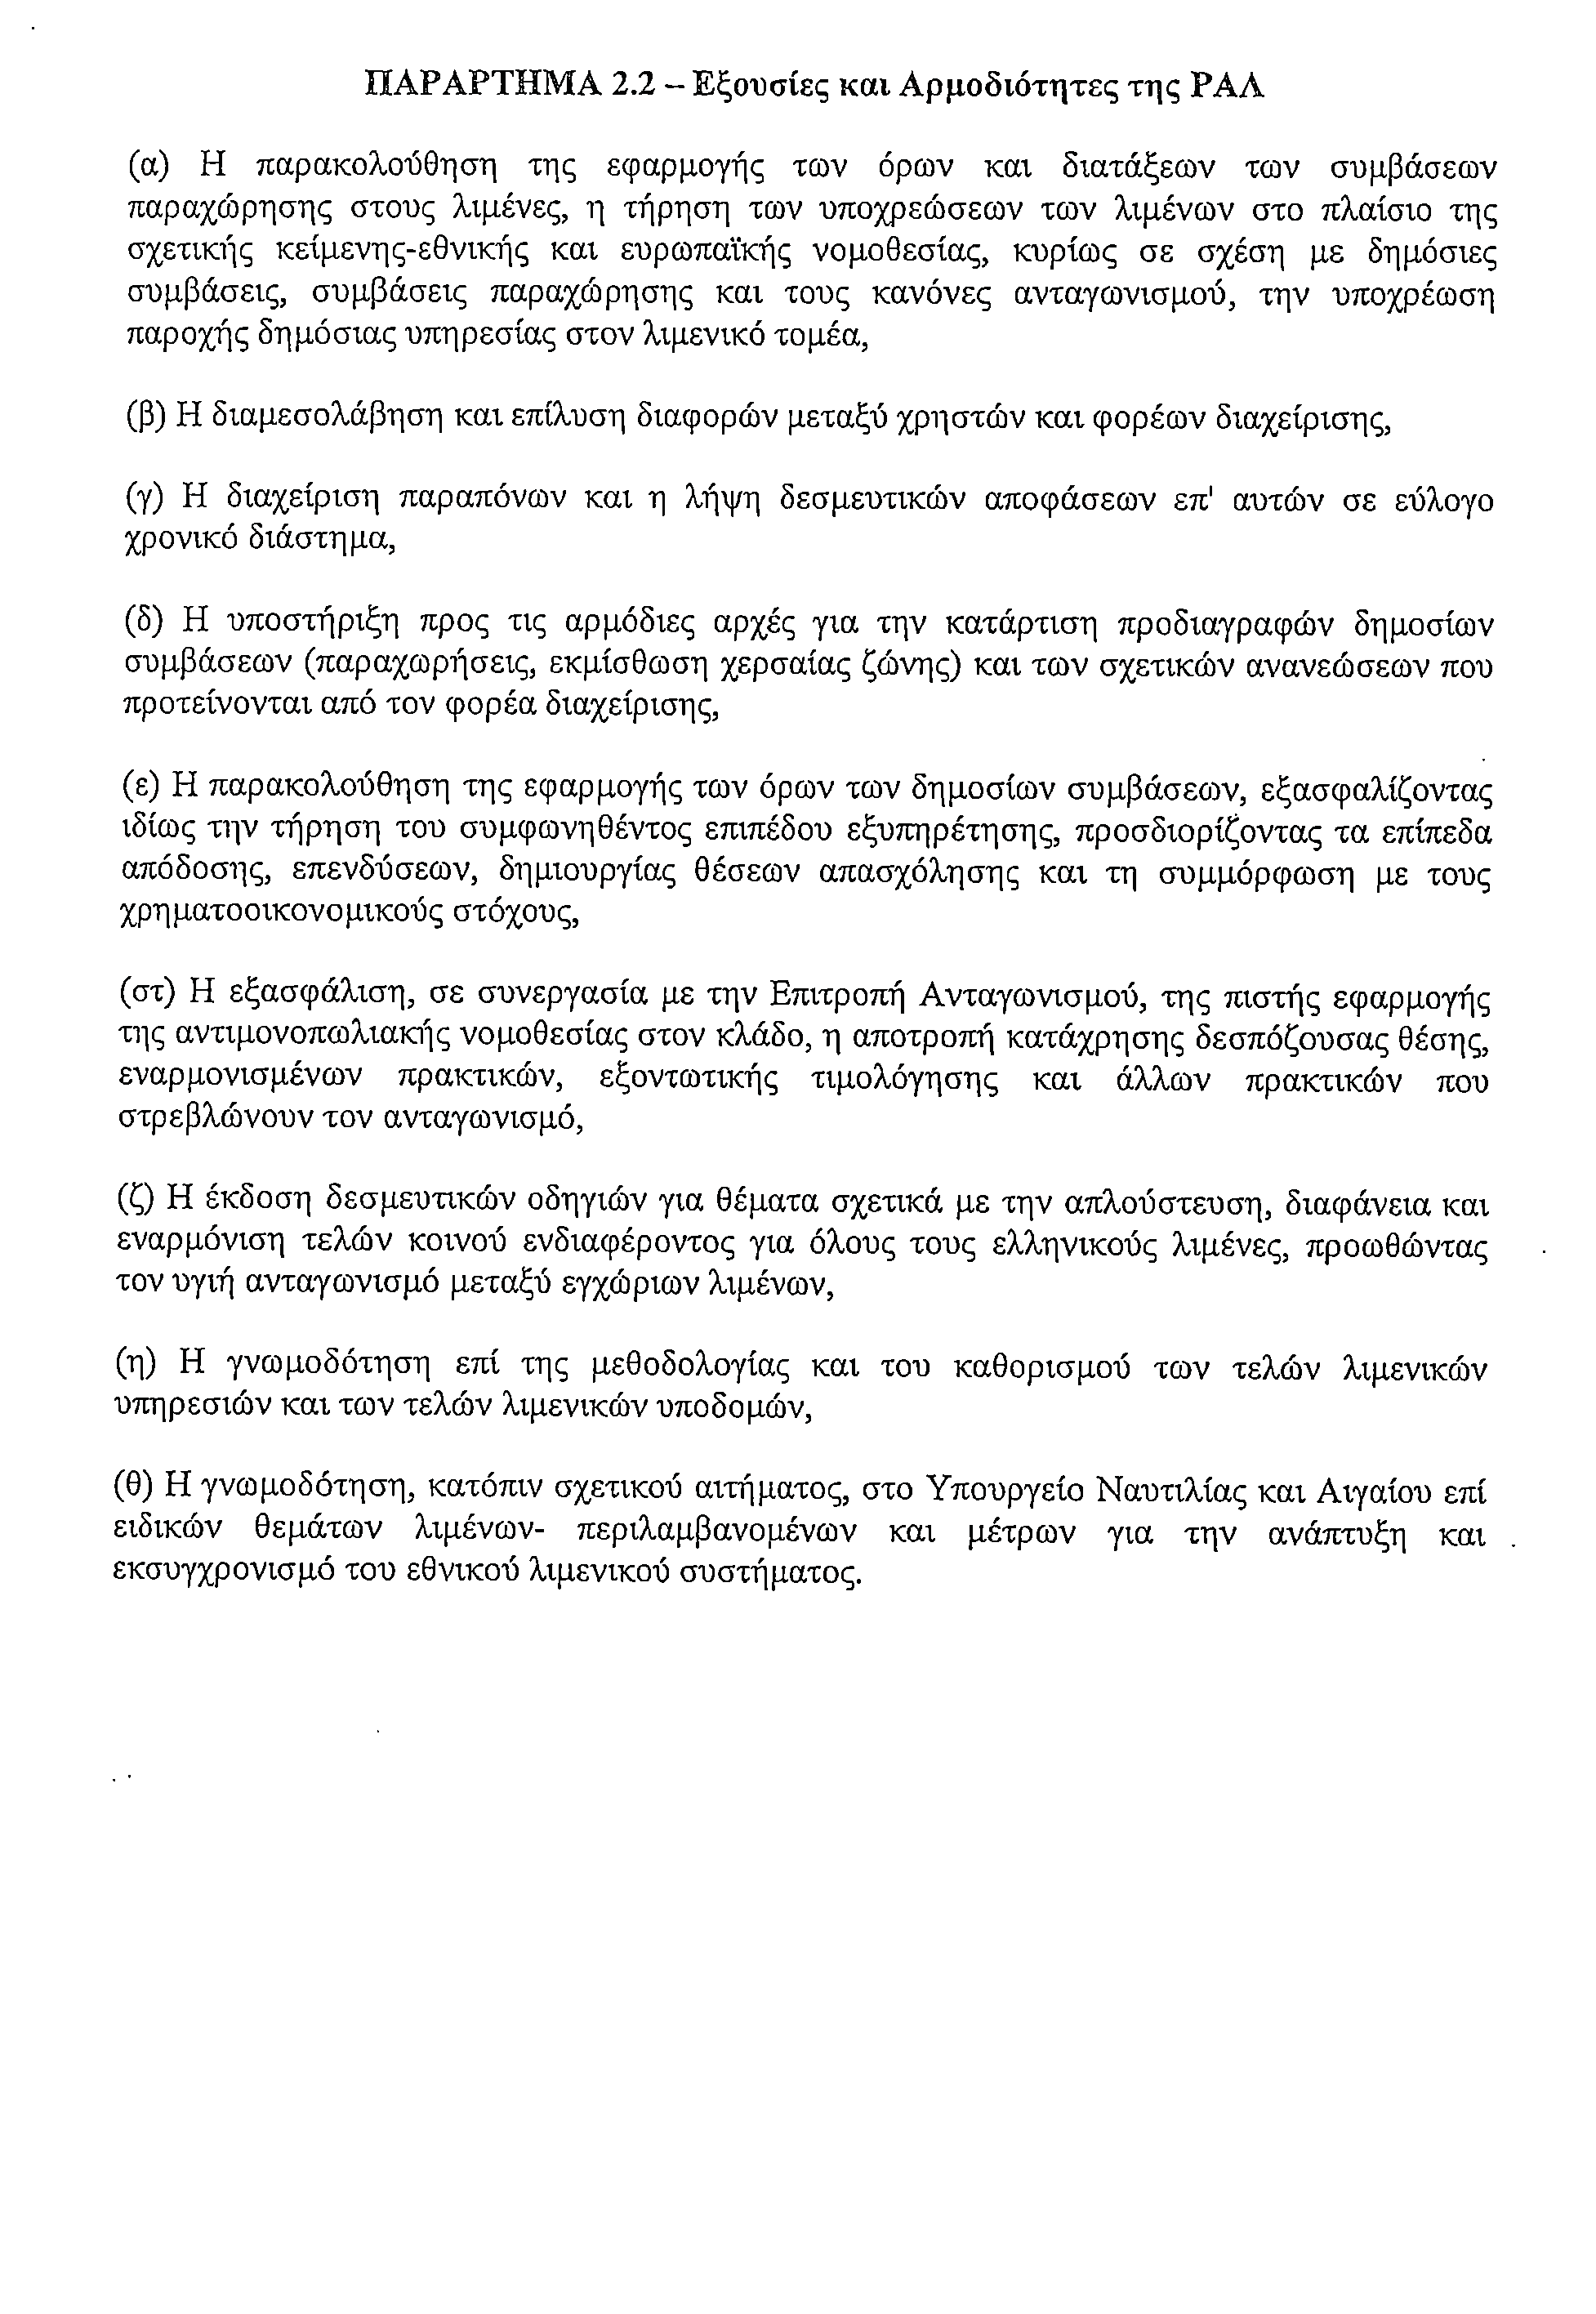 ΠΑΡΑΡΤΗΜΑ 2.2 – Εξουσίες και Αρμοδιότητες της ΡΑΛ
(α) Η παρακολούθηση της εφαρμογής των όρων και διατάξεων των συμβάσεων
παραχώρησης στους λιμένες, η τήρηση των υποχρεώσεων των λιμένων στο πλαίσιο της
σχετικής κείμενης-εθνικής και ευρωπαϊκής νομοθεσίας, κυρίως σε σχέση με δημόσιες
συμβάσεις, συμβάσεις παραχώρησης και τους κανόνες ανταγωνισμού, την υποχρέωση
παροχής δημόσιας υπηρεσίας στον λιμενικό τομέα,
(β) Η διαμεσολάβηση και επίλυση διαφορών μεταξύ χρηστών και φορέων διαχείρισης,
(γ) Η διαχείριση παραπόνων και η λήψη δεσμευτικών αποφάσεων επ' αυτών σε εύλογο
χρονικό διάστημα,
(δ) Η υποστήριξη προς τις αρμόδιες αρχές για την κατάρτιση προδιαγραφών δημοσίων
συμβάσεων (παραχωρήσεις, εκμίσθωση χερσαίας ζώνης) και των σχετικών ανανεώσεων που
προτείνονται από τον φορέα διαχείρισης,
(ε) Η παρακολούθηση της εφαρμογής των όρων των δημοσίων συμβάσεων, εξασφαλίζοντας
ιδίως την τήρηση του συμφωνηθέντος επιπέδου εξυπηρέτησης, προσδιορίζοντας τα επίπεδα
απόδοσης, επενδύσεων, δημιουργίας θέσεων απασχόλησης και τη συμμόρφωση με τους
χρηματοοικονομικούς στόχους,
(στ) Η εξασφάλιση, σε συνεργασία με την Επιτροπή Ανταγωνισμού, της πιστής εφαρμογής
της αντιμονοπωλιακής νομοθεσίας στον κλάδο, η αποτροπή κατάχρησης δεσπόζουσας θέσης,
εναρμονισμένων πρακτικών, εξοντωτικής τιμολόγησης και άλλων πρακτικών που
στρεβλώνουν τον ανταγωνισμό,
(ζ) Η έκδοση δεσμευτικών οδηγιών για θέματα σχετικά με την απλούστευση, διαφάνεια και
εναρμόνιση τελών κοινού ενδιαφέροντος για όλους τους ελληνικούς λιμένες, προωθώντας
τον υγιή ανταγωνισμό μεταξύ εγχώριων λιμένων,
(η) Η γνωμοδότηση επί της μεθοδολογίας και του καθορισμού των τελών λιμενικών
υπηρεσιών και των τελών λιμενικών υποδομών,
(θ) Η γνωμοδότηση, κατόπιν σχετικού αιτήματος, στο Υπουργείο Ναυτιλίας και Αιγαίου επί
ειδικών θεμάτων λιμένων- περιλαμβανομένων και μέτρων για την ανάπτυξη και
εκσυγχρονισμό του εθνικού λιμενικού συστήματος.